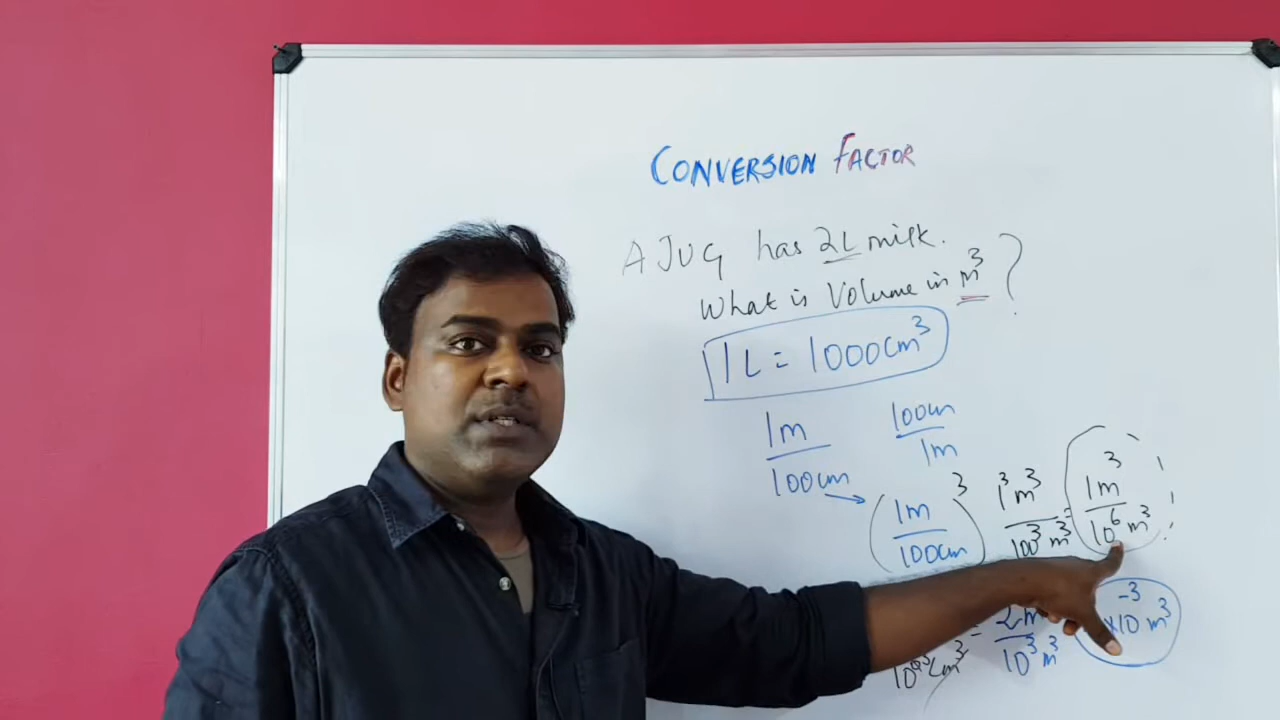 CONVERSION FACTOR
A JUG has 2L milk.
What is Volume in m³ ?
1L = 1000cm³
1m/100cm 100cm/1m
(1m/100cm)³ 1³m³/100³m³ = 1m³/10⁶m³
= 2m/10³m³ ×10⁻³m³